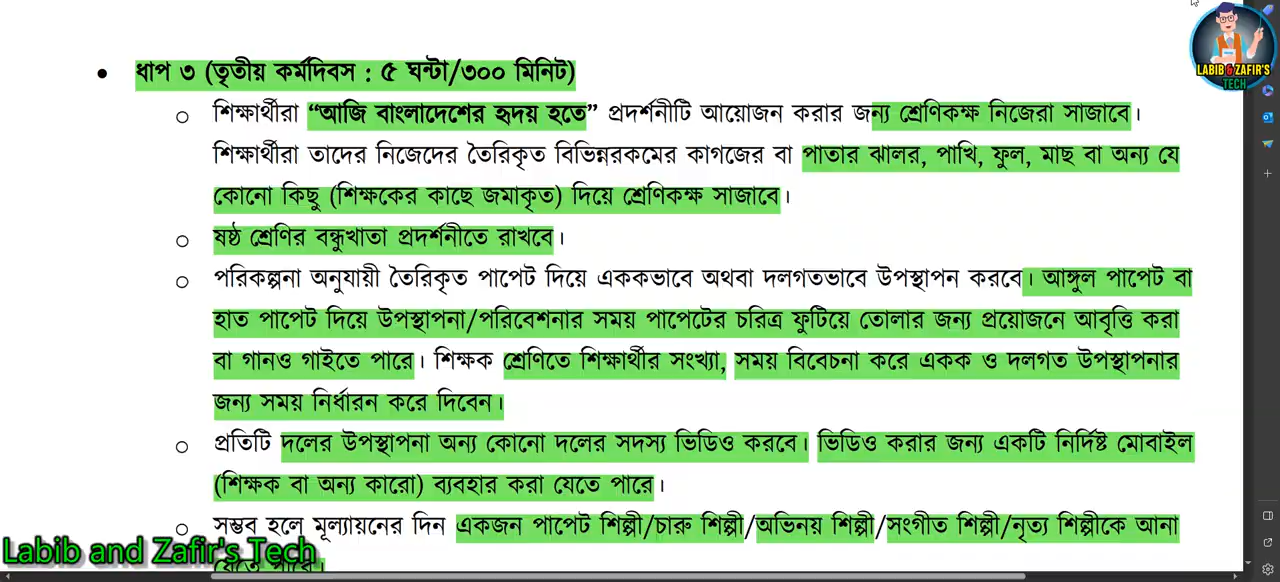 ধাপ ৩ (তৃতীয় কর্মদিবস : ৫ ঘন্টা/৩০০ মিনিট)
শিক্ষার্থীরা “আজি বাংলাদেশের হৃদয় হতে” প্রদর্শনীটি আয়োজন করার জন্য শ্রেণিকক্ষ নিজেরা সাজাবে।
শিক্ষার্থীরা তাদের নিজেদের তৈরিকৃত বিভিন্নরকমের কাগজের বা পাতার ঝালর, পাখি, ফুল, মাছ বা অন্য যে
কোনো কিছু (শিক্ষকের কাছে জমাকৃত) দিয়ে শ্রেণিকক্ষ সাজাবে।
ষষ্ঠ শ্রেণির বন্ধুখাতা প্রদর্শনীতে রাখবে।
পরিকল্পনা অনুযায়ী তৈরিকৃত পাপেট দিয়ে এককভাবে অথবা দলগতভাবে উপস্থাপন করবে। আঙ্গুল পাপেট বা
হাত পাপেট দিয়ে উপস্থাপনা/পরিবেশনার সময় পাপেটের চরিত্র ফুটিয়ে তোলার জন্য প্রয়োজনে আবৃত্তি করা
বা গানও গাইতে পারে। শিক্ষক শ্রেণিতে শিক্ষার্থীর সংখ্যা, সময় বিবেচনা করে একক ও দলগত উপস্থাপনার
জন্য সময় নির্ধারন করে দিবেন।
প্রতিটি দলের উপস্থাপনা অন্য কোনো দলের সদস্য ভিডিও করবে। ভিডিও করার জন্য একটি নির্দিষ্ট মোবাইল
(শিক্ষক বা অন্য কারো) ব্যবহার করা যেতে পারে।
সম্ভব হলে মূল্যায়নের দিন একজন পাপেট শিল্পী/চারু শিল্পী/অভিনয় শিল্পী/সংগীত শিল্পী/নৃত্য শিল্পীকে আনা
যেতে পারে।
Labib and Zafir's Tech
LABIB & ZAFIR'S
TECH